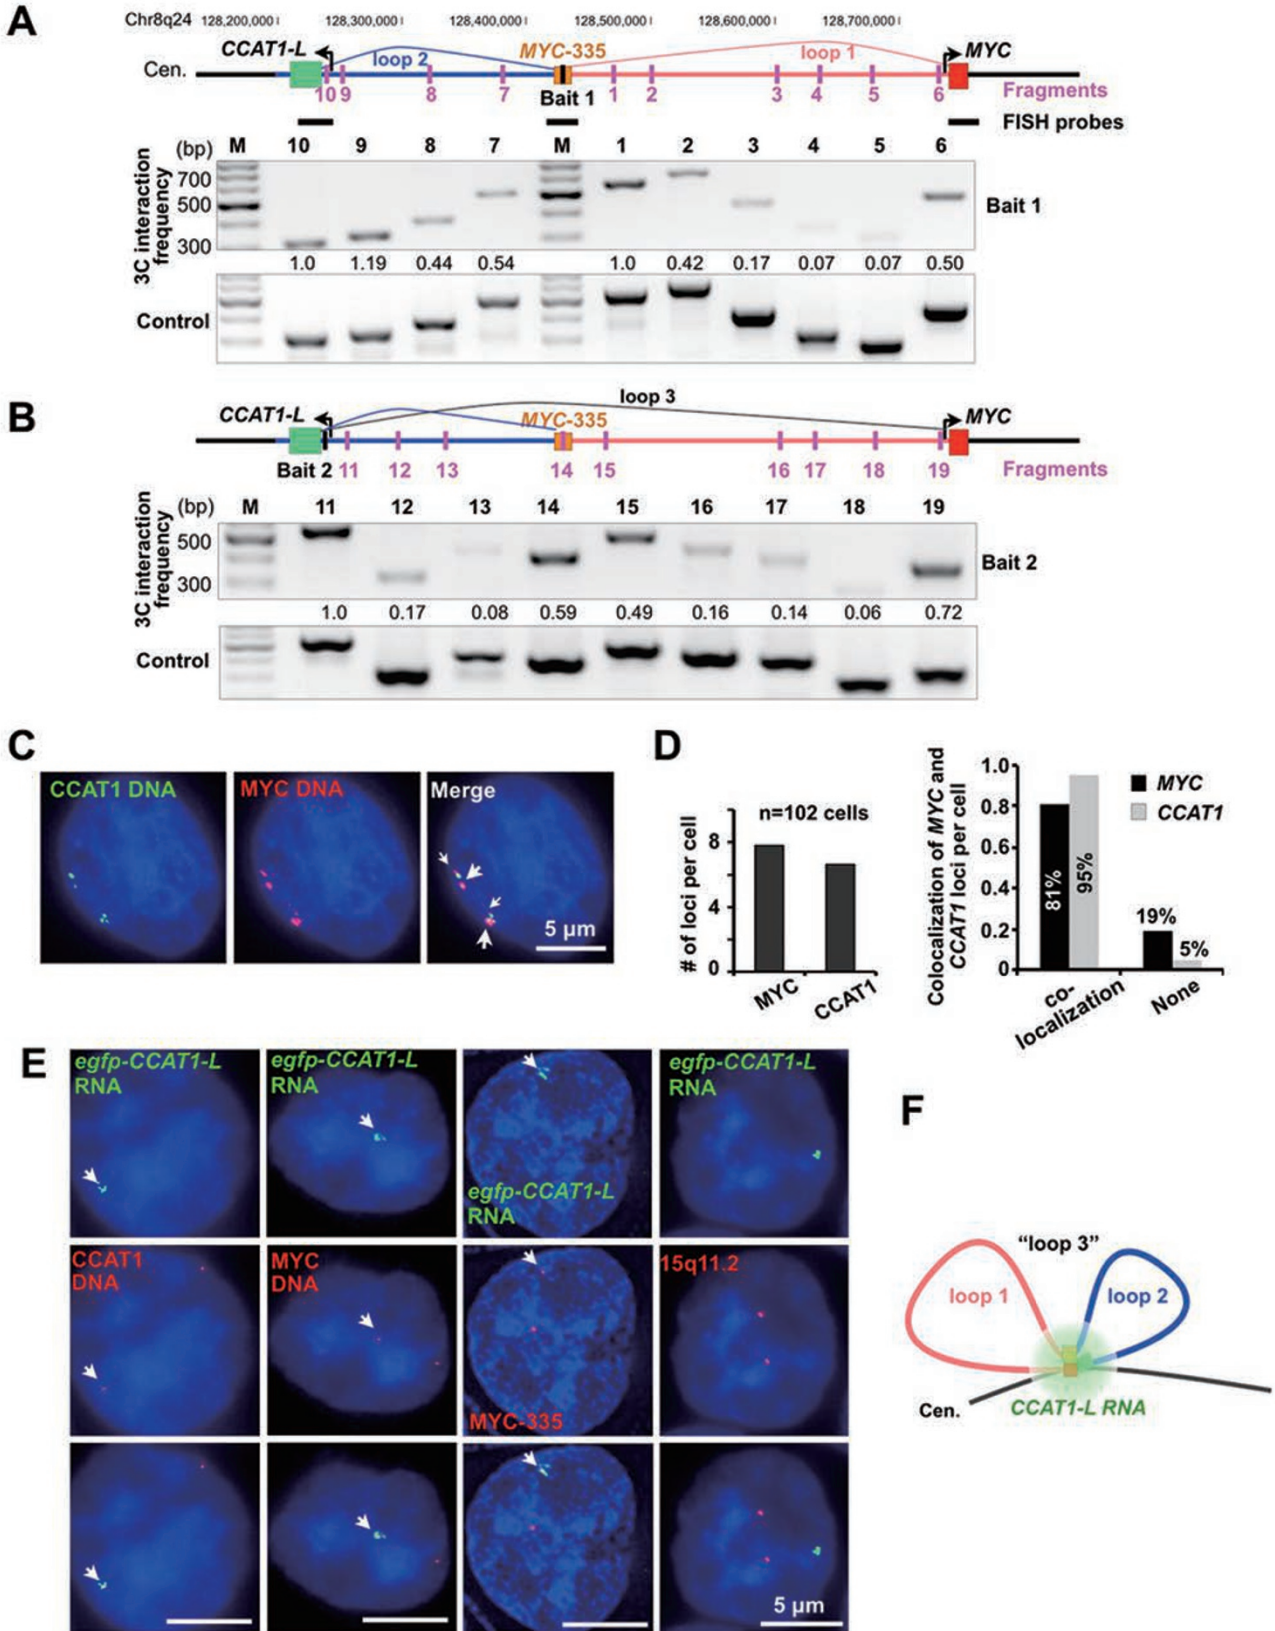 A
Chr8q24 128,200,000 128,300,000 128,400,000 128,500,000 128,600,000 128,700,000
CCAT1-L loop 2 MYC-335 loop 1 MYC
Cen.
10 9 8 7 Bait 1 1 2 3 4 5 6 Fragments
FISH probes
(bp) M 10 9 8 7 M 1 2 3 4 5 6
3C interaction frequency
700
500
300
Bait 1
1.0 1.19 0.44 0.54 1.0 0.42 0.17 0.07 0.07 0.50
Control
B
loop 3
CCAT1-L MYC-335 MYC
Bait 2 11 12 13 14 15 16 17 18 19 Fragments
(bp) M 11 12 13 14 15 16 17 18 19
3C interaction frequency
500
300
Bait 2
1.0 0.17 0.08 0.59 0.49 0.16 0.14 0.06 0.72
Control
C
CCAT1 DNA MYC DNA Merge
5 µm
D
# of loci per cell
n=102 cells
8
4
0
MYC CCAT1
Colocalization of MYC and
CCAT1 loci per cell
1.0
0.8
0.6
0.4
0.2
0
MYC
CCAT1
81% 95% 19% 5%
co-
localization
None
E
egfp-CCAT1-L
RNA
egfp-CCAT1-L
RNA
egfp-CCAT1-L
RNA
egfp-CCAT1-L
RNA
CCAT1
DNA
MYC
DNA
MYC-335
15q11.2
5 µm
F
"loop 3"
loop 1 loop 2
Cen.
CCAT1-L RNA